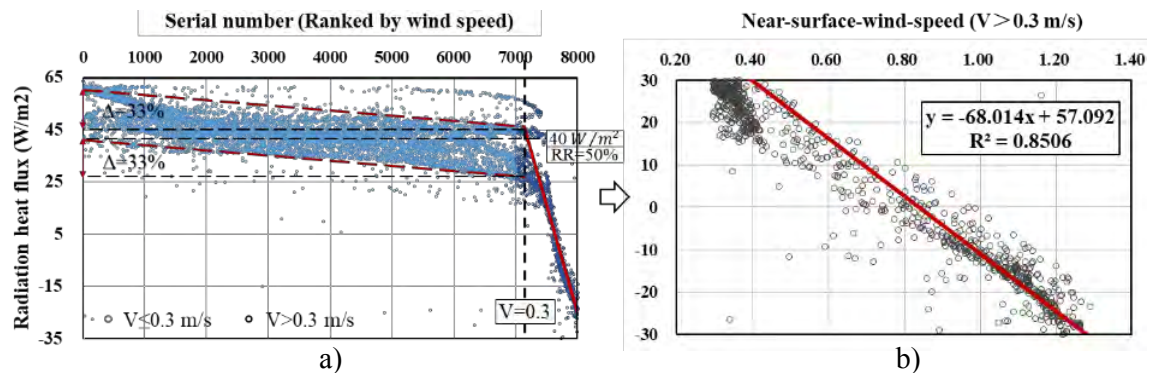 Serial number (Ranked by wind speed)
0 1000 2000 3000 4000 5000 6000 7000 8000
Radiation heat flux (W/m2)
65
45
25
5
-15
-35
Δ=33%
Δ=33%
40 W/m²
RR=50%
V=0.3
V≤0.3 m/s V>0.3 m/s
a)
Near-surface-wind-speed (V>0.3 m/s)
0.20 0.40 0.60 0.80 1.00 1.20 1.40
30
20
10
0
-10
-20
-30
y = -68.014x + 57.092
R² = 0.8506
b)